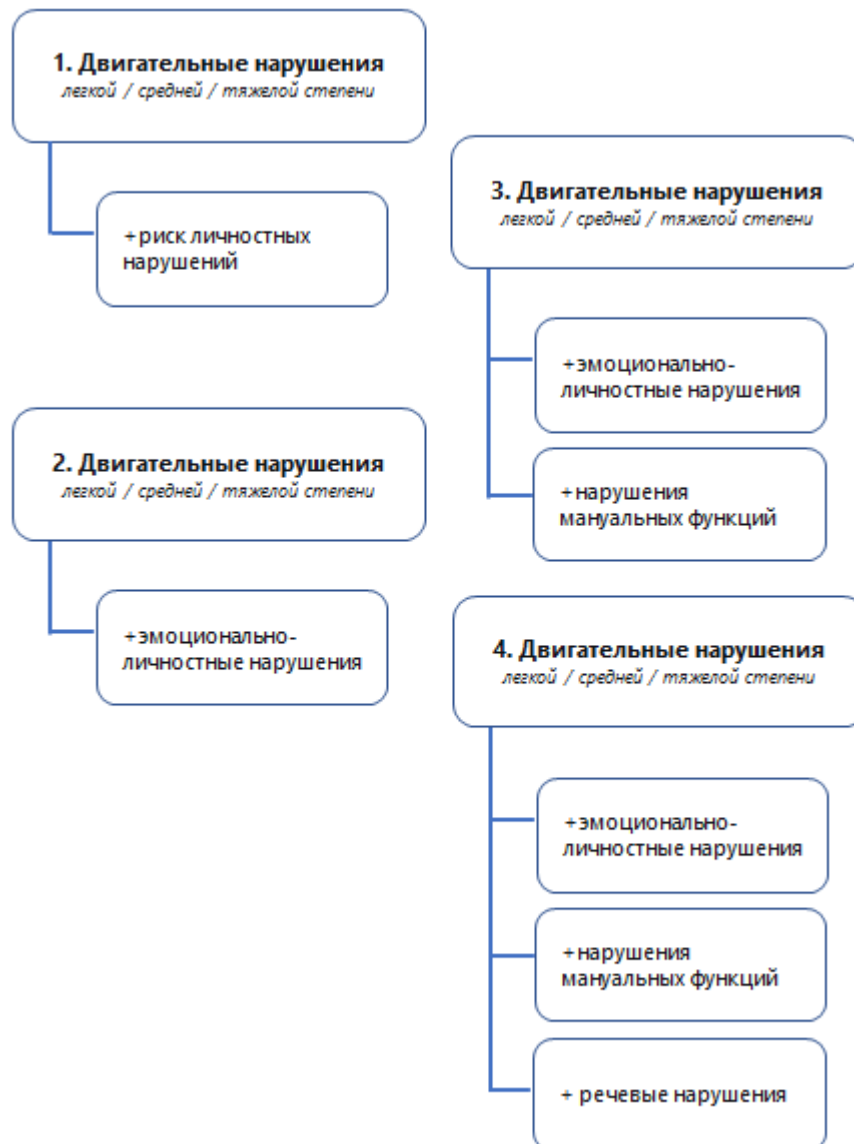 1. Двигательные нарушения
легкой / средней / тяжелой степени
+риск личностных
нарушений
2. Двигательные нарушения
легкой / средней / тяжелой степени
+эмоционально-
личностные нарушения
3. Двигательные нарушения
легкой / средней / тяжелой степени
+эмоционально-
личностные нарушения
+нарушения
мануальных функций
4. Двигательные нарушения
легкой / средней / тяжелой степени
+эмоционально-
личностные нарушения
+нарушения
мануальных функций
+ речевые нарушения